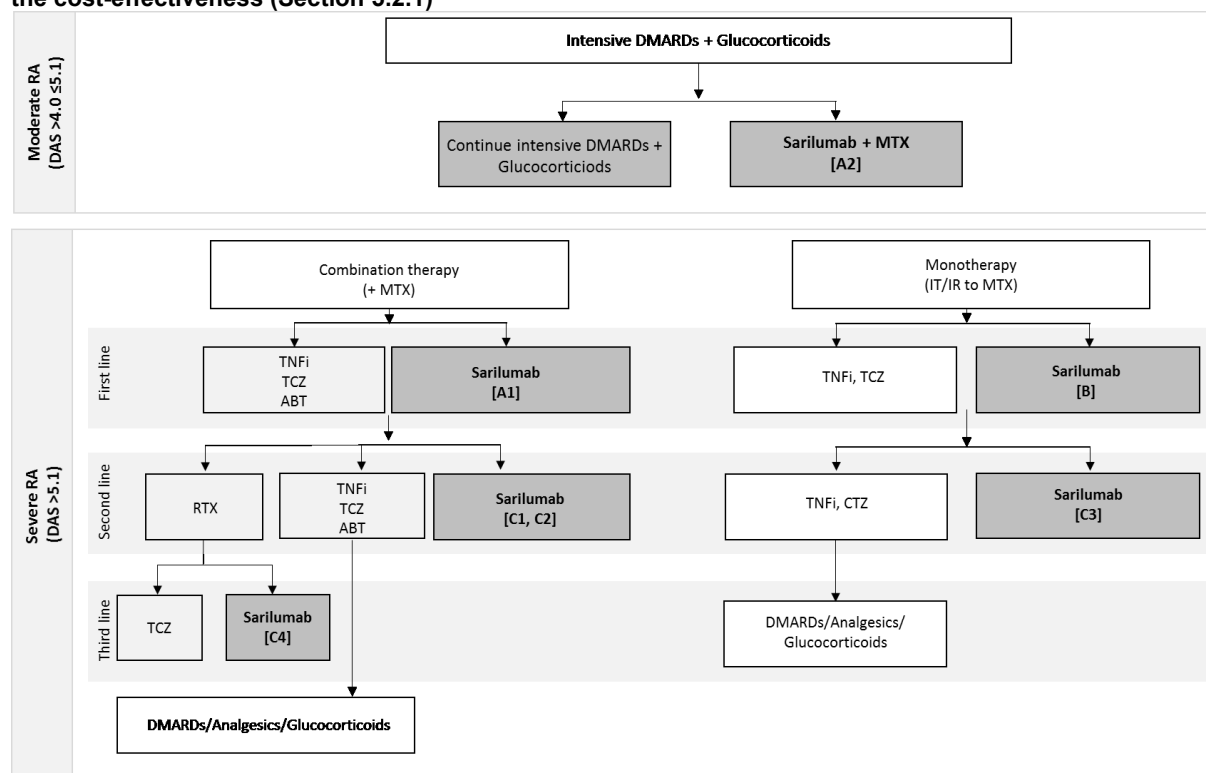 the cost-effectiveness (Section 5.2.1)
Moderate RA
(DAS >4.0 ≤5.1)
Intensive DMARDs + Glucocorticoids
Continue intensive DMARDs +
Glucocorticiods
Sarilumab + MTX
[A2]
Severe RA
(DAS >5.1)
Combination therapy
(+ MTX)
Monotherapy
(IT/IR to MTX)
First line
TNFi
TCZ
ABT
Sarilumab
[A1]
TNFi, TCZ
Sarilumab
[B]
Second line
RTX
TNFi
TCZ
ABT
Sarilumab
[C1, C2]
TNFi, CTZ
Sarilumab
[C3]
Third line
TCZ
Sarilumab
[C4]
DMARDs/Analgesics/
Glucocorticoids
DMARDs/Analgesics/Glucocorticoids